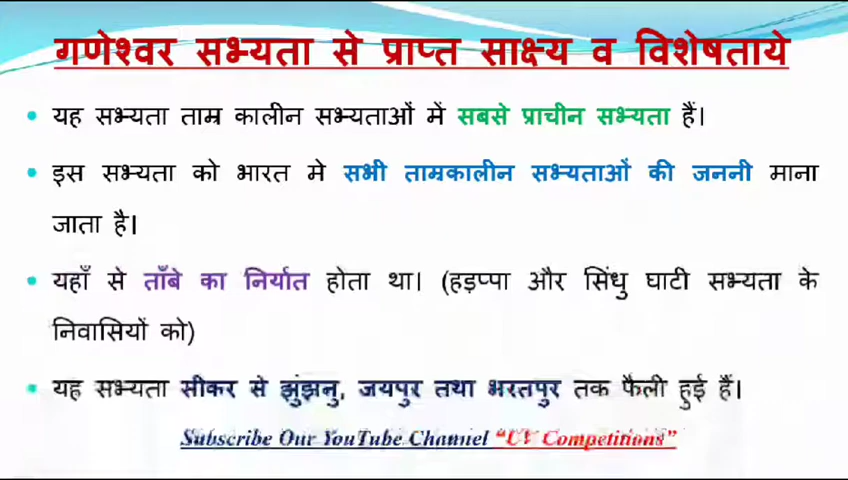 गणेश्वर सभ्यता से प्राप्त साक्ष्य व विशेषताये
• यह सभ्यता ताम्र कालीन सभ्यताओं में सबसे प्राचीन सभ्यता हैं।
• इस सभ्यता को भारत मे सभी ताम्रकालीन सभ्यताओं की जननी माना
जाता है।
• यहाँ से ताँबे का निर्यात होता था। (हड़प्पा और सिंधु घाटी सभ्यता के
निवासियों को)
• यह सभ्यता सीकर से झुंझनु, जयपुर तथा भरतपुर तक फैली हुई हैं।
Subscribe Our YouTube Channel “ Competitions”